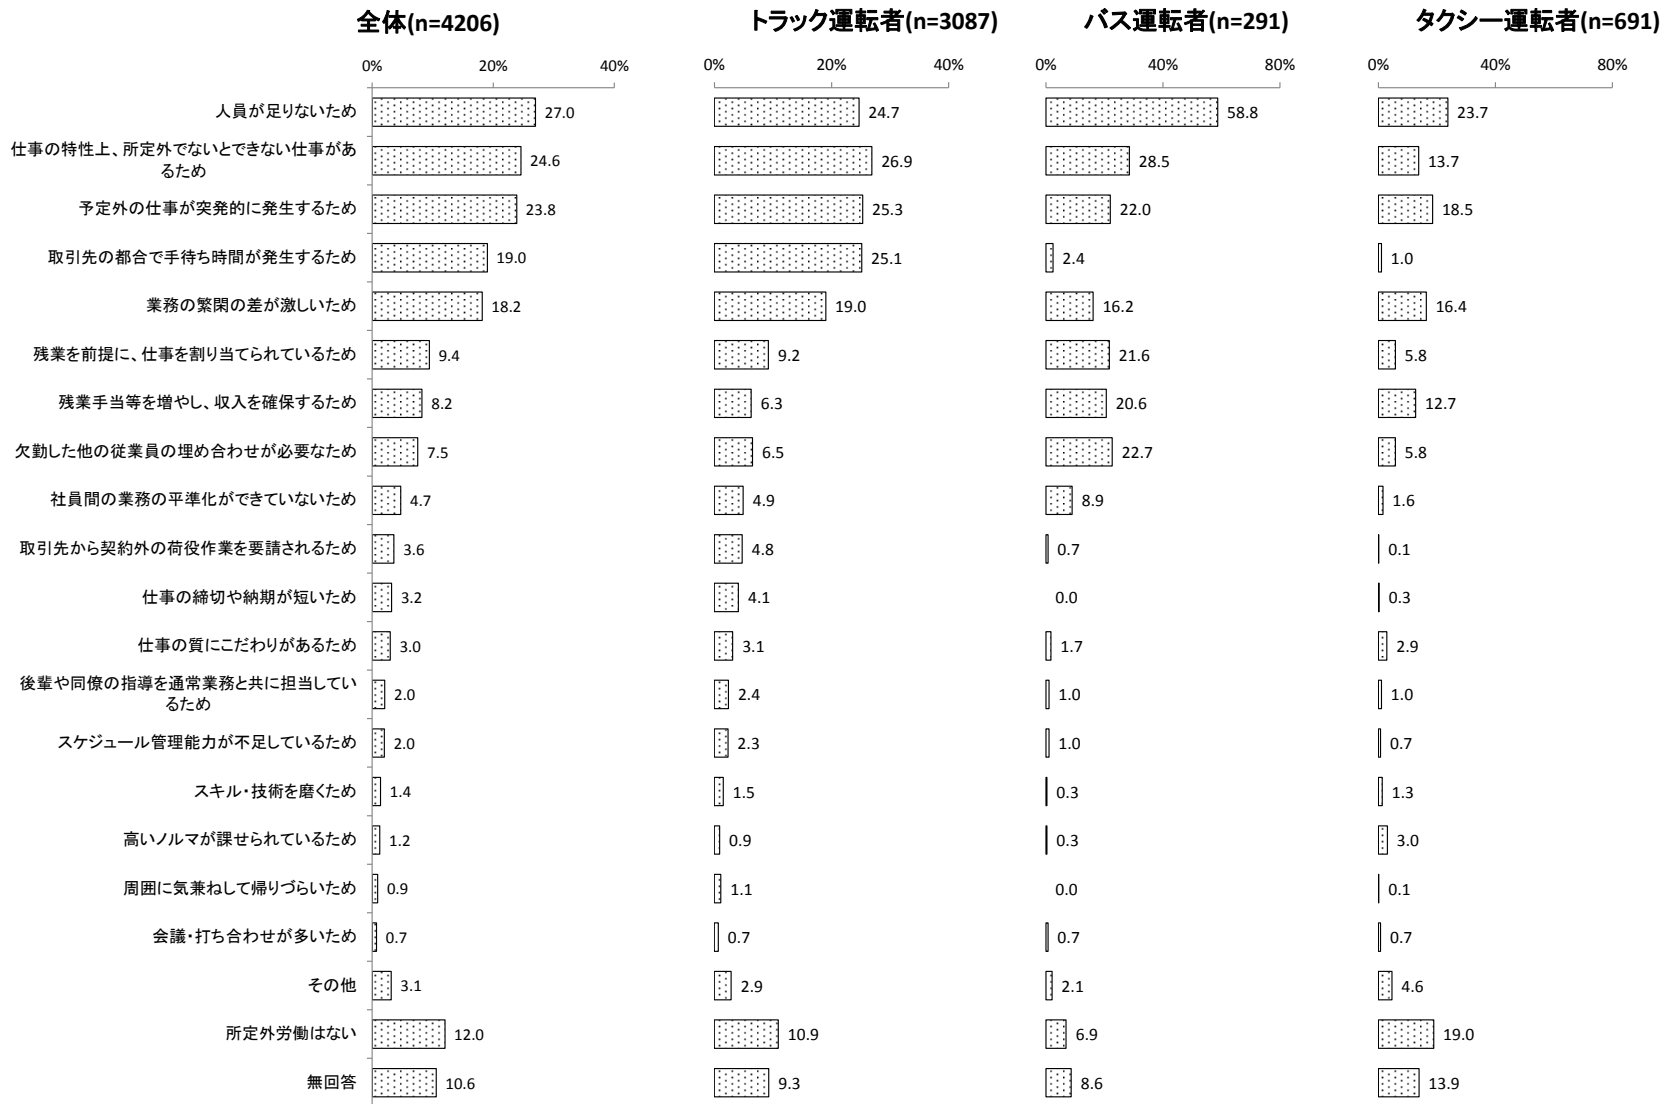 全体(n=4206) トラック運転者(n=3087) バス運転者(n=291) タクシー運転者(n=691)
0% 20% 40% 0% 20% 40% 0% 40% 80% 0% 40% 80%
人員が足りないため 27.0 24.7 58.8 23.7
仕事の特性上、所定外でないとできない仕事があ
るため 24.6 26.9 28.5 13.7
予定外の仕事が突発的に発生するため 23.8 25.3 22.0 18.5
取引先の都合で手待ち時間が発生するため 19.0 25.1 2.4 1.0
業務の繁閑の差が激しいため 18.2 19.0 16.2 16.4
残業を前提に、仕事を割り当てられているため 9.4 9.2 21.6 5.8
残業手当等を増やし、収入を確保するため 8.2 6.3 20.6 12.7
欠勤した他の従業員の埋め合わせが必要なため 7.5 6.5 22.7 5.8
社員間の業務の平準化ができていないため 4.7 4.9 8.9 1.6
取引先から契約外の荷役作業を要請されるため 3.6 4.8 0.7 0.1
仕事の締切や納期が短いため 3.2 4.1 0.0 0.3
仕事の質にこだわりがあるため 3.0 3.1 1.7 2.9
後輩や同僚の指導を通常業務と共に担当してい
るため 2.0 2.4 1.0 1.0
スケジュール管理能力が不足しているため 2.0 2.3 1.0 0.7
スキル・技術を磨くため 1.4 1.5 0.3 1.3
高いノルマが課せられているため 1.2 0.9 0.3 3.0
周囲に気兼ねして帰りづらいため 0.9 1.1 0.0 0.1
会議・打ち合わせが多いため 0.7 0.7 0.7 0.7
その他 3.1 2.9 2.1 4.6
所定外労働はない 12.0 10.9 6.9 19.0
無回答 10.6 9.3 8.6 13.9